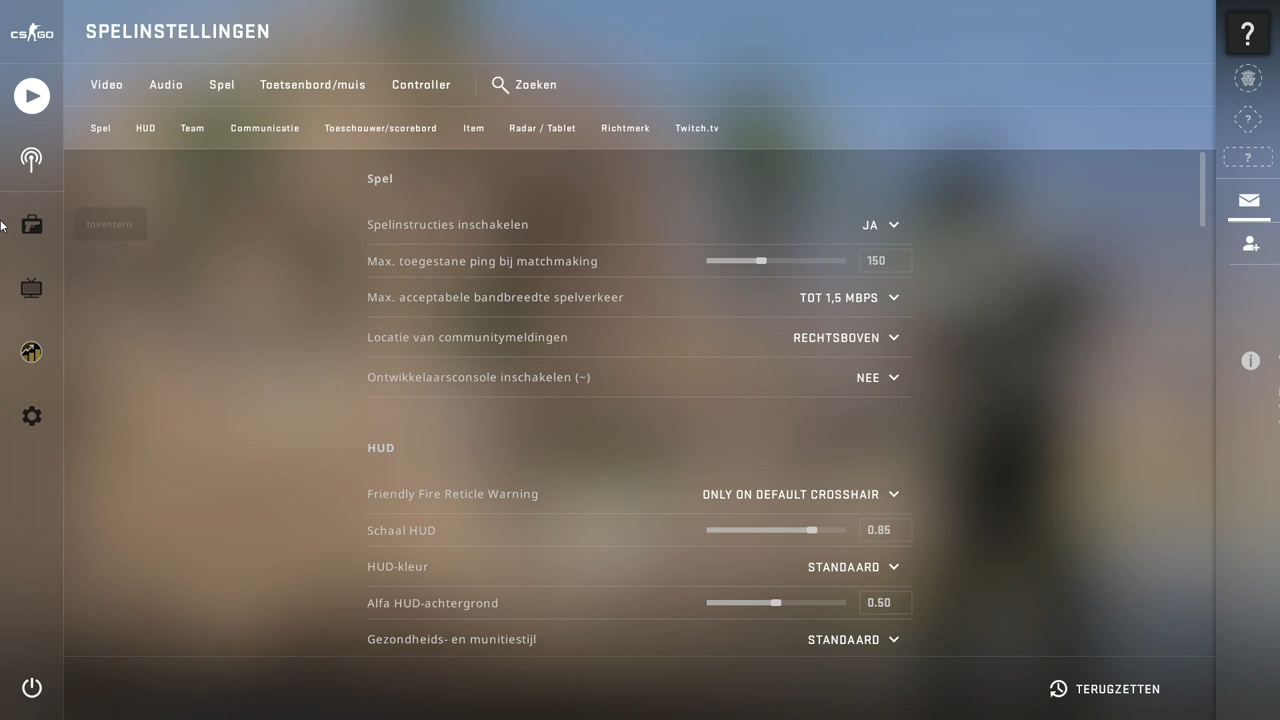 CS GO
SPELINSTELLINGEN
?
Video Audio Spel Toetsenbord/muis Controller Zoeken
Spel HUD Team Communicatie Toeschouwer/scorebord Item Radar / Tablet Richtmerk Twitch.tv
?
?
Spel
Inventaris
Spelinstructies inschakelen JA
Max. toegestane ping bij matchmaking 150
Max. acceptabele bandbreedte spelverkeer TOT 1,5 MBPS
Locatie van communitymeldingen RECHTSBOVEN
Ontwikkelaarsconsole inschakelen (~) NEE
HUD
Friendly Fire Reticle Warning ONLY ON DEFAULT CROSSHAIR
Schaal HUD 0.85
HUD-kleur STANDAARD
Alfa HUD-achtergrond 0.50
Gezondheids- en munitiestijl STANDAARD
TERUGZETTEN